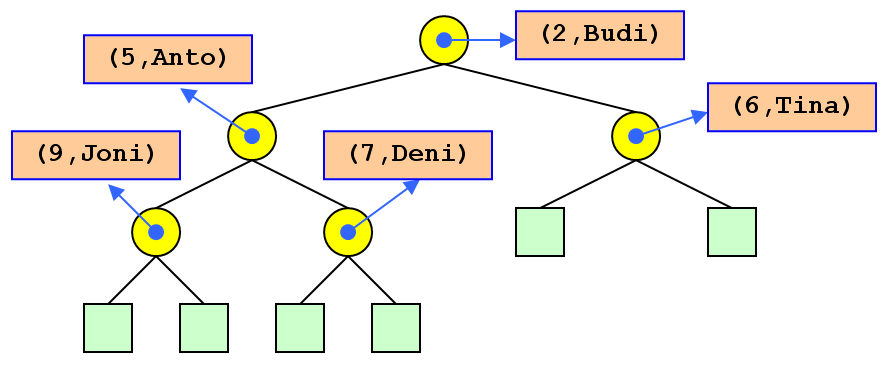 (2,Budi)
(5,Anto)
(6,Tina)
(9,Joni)
(7,Deni)